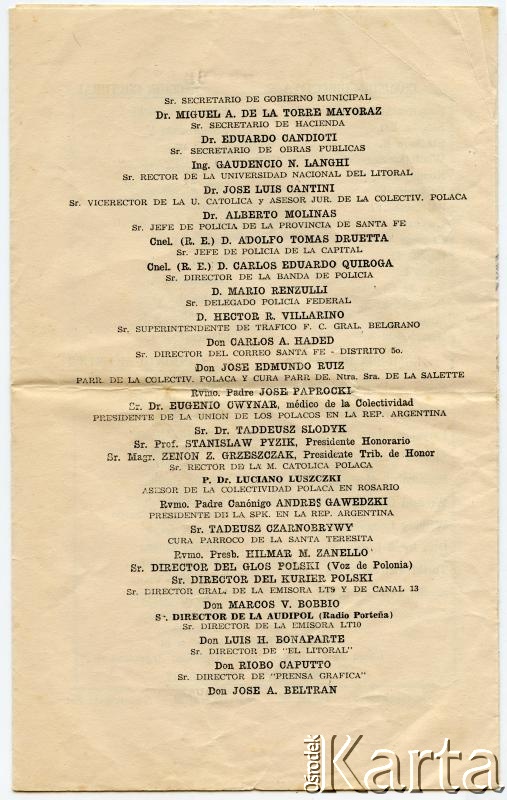 Sr. SECRETARIO DE GOBIERNO MUNICIPAL
Dr. MIGUEL A. DE LA TORRE MAYORAZ
Sr. SECRETARIO DE HACIENDA
Dr. EDUARDO CANDIOTI
Sr. SECRETARIO DE OBRAS PUBLICAS
Ing. GAUDENCIO N. LANGHI
Sr. RECTOR DE LA UNIVERSIDAD NACIONAL DEL LITORAL
Dr. JOSE LUIS CANTINI
Sr. VICERECTOR DE LA U. CATOLICA y ASESOR JUR. DE LA COLECTIV. POLACA
Dr. ALBERTO MOLINAS
Sr. JEFE DE POLICIA DE LA PROVINCIA DE SANTA FE
Cnel. (R. E.) D. ADOLFO TOMAS DRUETTA
Sr. JEFE DE POLICIA DE LA CAPITAL
Cnel. (R. E.) D. CARLOS EDUARDO QUIROGA
Sr. DIRECTOR DE LA BANDA DE POLICIA
D. MARIO RENZULLI
Sr. DELEGADO POLICIA FEDERAL
D. HECTOR R. VILLARINO
Sr. SUPERINTENDENTE DE TRAFICO F. C. GRAL. BELGRANO
Don CARLOS A. HADED
Sr. DIRECTOR DEL CORREO SANTA FE - DISTRITO 5o.
Don JOSE EDMUNDO RUIZ
PARR. DE LA COLECTIV. POLACA Y CURA PARR DE. Ntra. Sra. DE LA SALETTE
Rvmo. Padre JOSE PAPROCKI
Sr. Dr. EUGENIO CWYNAR, médico de la Colectividad
PRESIDENTE DE LA UNION DE LOS POLACOS EN LA REP. ARGENTINA
Sr. Dr. TADDEUSZ SLODYK
Sr. Prof. STANISLAW PYZIK, Presidente Honorario
Sr. Magr. ZENON Z. GRZESZCZAK, Presidente Trib. de Honor
Sr. RECTOR DE LA M. CATOLICA POLACA
P. Dr. LUCIANO LUSZCZKI
ASESOR DE LA COLECTIVIDAD POLACA EN ROSARIO
Rvmo. Padre Canónigo ANDRES GAWEDZKI
PRESIDENTE DE LA SPK. EN LA REP. ARGENTINA
Sr. TADEUSZ CZARNOBRYWY
CURA PARROCO DE LA SANTA TERESITA
Rvmo. Presb. HILMAR M. ZANELLO
Sr. DIRECTOR DEL GLOS POLSKI (Voz de Polonia)
Sr. DIRECTOR DEL KURIER POLSKI
Sr. DIRECTOR GRAL. DE LA EMISORA LT9 Y DE CANAL 13
Don MARCOS V. BOBBIO
Sr. DIRECTOR DE LA AUDIPOL (Radio Porteña)
Sr. DIRECTOR DE LA EMISORA LT10
Don LUIS H. BONAPARTE
Sr. DIRECTOR DE "EL LITORAL"
Don RIOBO CAPUTTO
Sr. DIRECTOR DE "PRENSA GRAFICA"
Don JOSE A. BELTRAN
ośrodek Karta